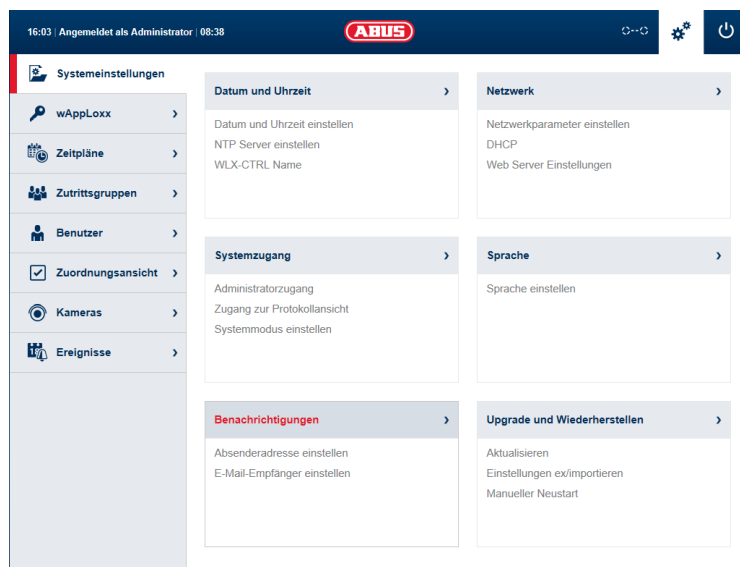 16:03 | Angemeldet als Administrator | 08:38
ABUS
Systemeinstellungen
wAppLoxx
Zeitpläne
Zutrittsgruppen
Benutzer
Zuordnungsansicht
Kameras
Ereignisse
Datum und Uhrzeit
Datum und Uhrzeit einstellen
NTP Server einstellen
WLX-CTRL Name
Netzwerk
Netzwerkparameter einstellen
DHCP
Web Server Einstellungen
Systemzugang
Administratorzugang
Zugang zur Protokollansicht
Systemmodus einstellen
Sprache
Sprache einstellen
Benachrichtigungen
Absenderadresse einstellen
E-Mail-Empfänger einstellen
Upgrade und Wiederherstellen
Aktualisieren
Einstellungen ex/importieren
Manueller Neustart